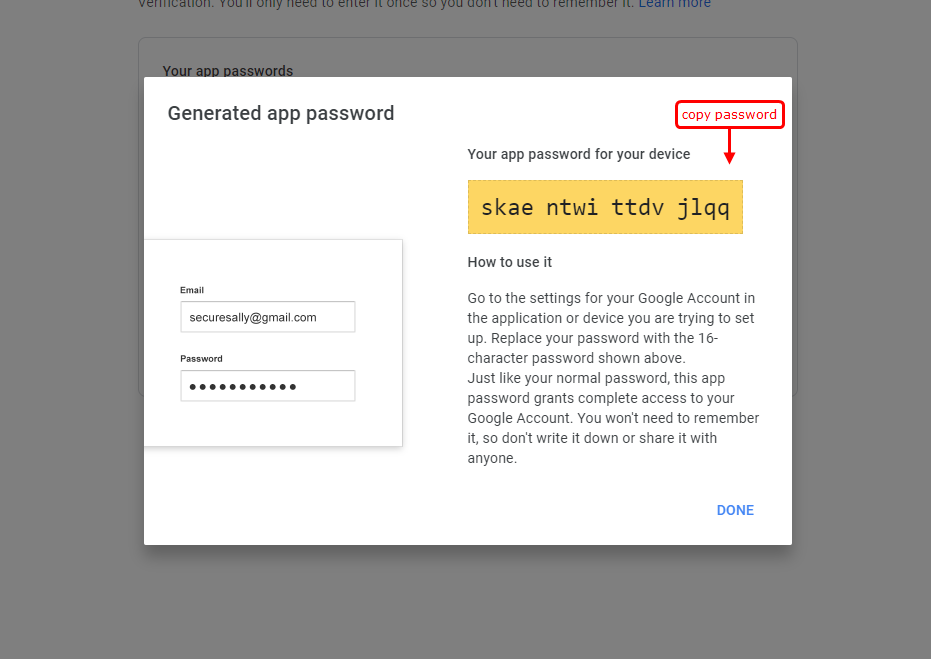 Verification. You'll only need to enter it once so you don't need to remember it. Learn more
Your app passwords
Generated app password
copy password
Your app password for your device
skae ntwi ttdv jlqq
How to use it
Email
securesally@gmail.com
Password
Go to the settings for your Google Account in
the application or device you are trying to set
up. Replace your password with the 16-
character password shown above.
Just like your normal password, this app
password grants complete access to your
Google Account. You won't need to remember
it, so don't write it down or share it with
anyone.
DONE